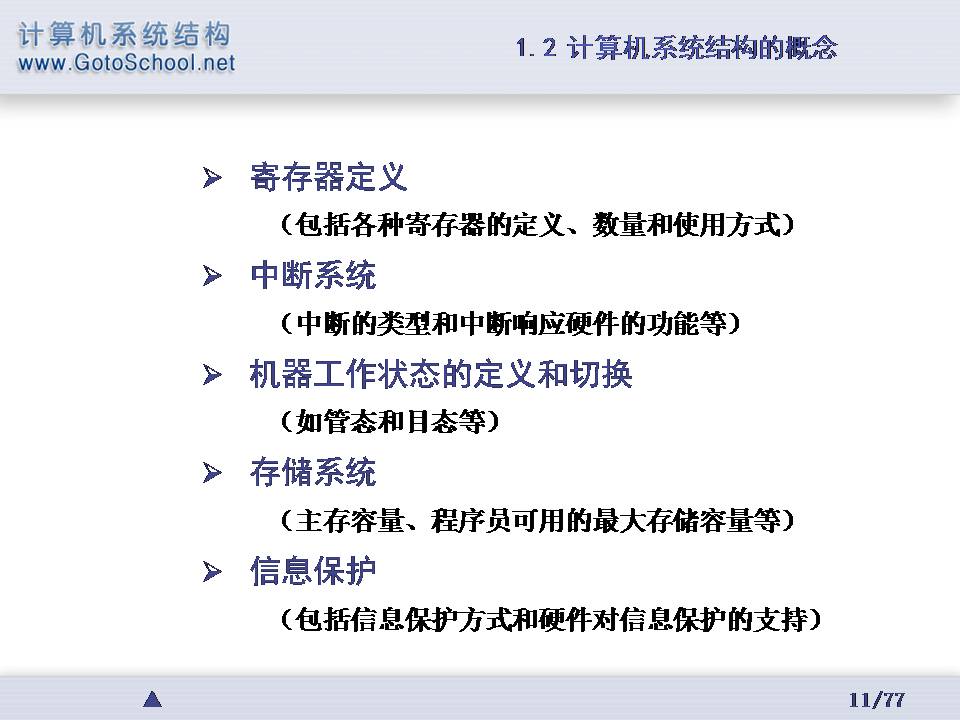 计算机系统结构
www.GotoSchool.net
1.2 计算机系统结构的概念
➢ 寄存器定义
（包括各种寄存器的定义、数量和使用方式）
➢ 中断系统
（中断的类型和中断响应硬件的功能等）
➢ 机器工作状态的定义和切换
（如管态和目态等）
➢ 存储系统
（主存容量、程序员可用的最大存储容量等）
➢ 信息保护
（包括信息保护方式和硬件对信息保护的支持）
▲
11/77